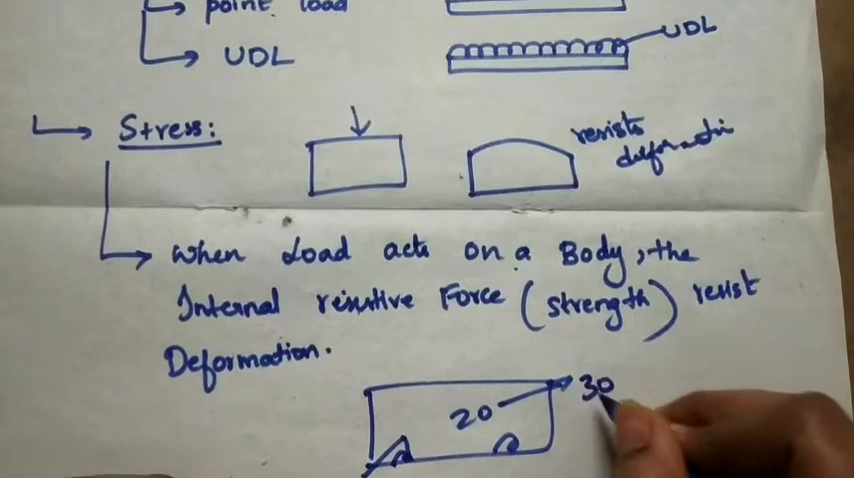 point load
UDL
UDL
Stress:
resists
deformati
When Load acts on a Body, the
Internal resistive Force (strength) resist
Deformation.
20
30